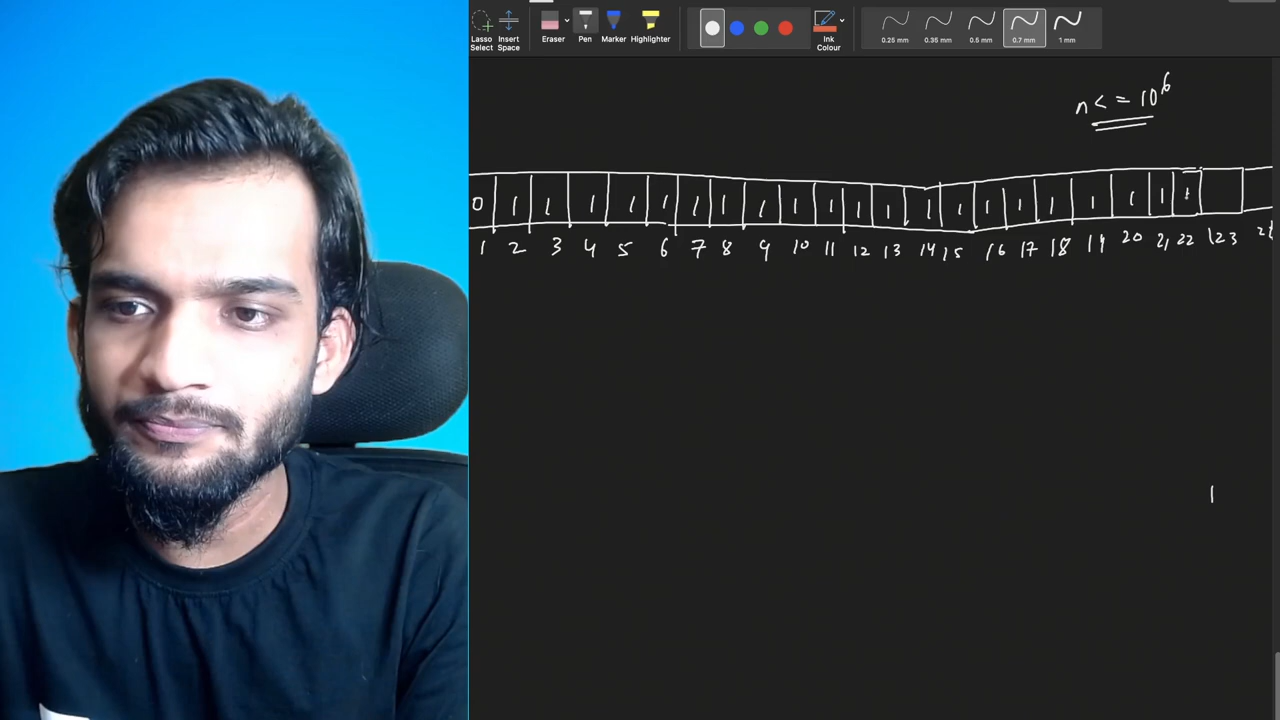 Lasso Select
Insert Space
Eraser
Pen
Marker
Highlighter
Ink Colour
0.25 mm
0.35 mm
0.5 mm
0.7 mm
1 mm
n < = 10^6
0 1 1 1 1 1 1 1 1 1 1 1 1 1 1 1 1 1 1 1 1 1
1 2 3 4 5 6 7 8 9 10 11 12 13 14 15 16 17 18 19 20 21 22 23
1